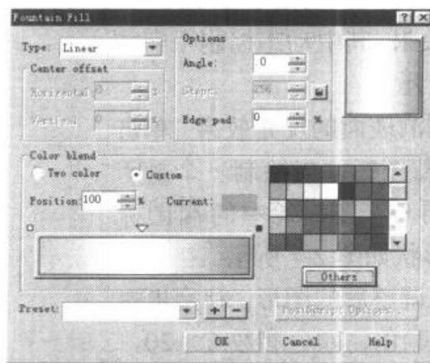 Fountain Fill
Type: Linear
Options
Angle: 0
Steps: 256
Edge pad: 0 %
Center offset
Horizontal: 0 %
Vertical: 0 %
Color blend
Two color
Custom
Position: 100 %
Current:
Others
Preset:
PostScript Options...
OK
Cancel
Help